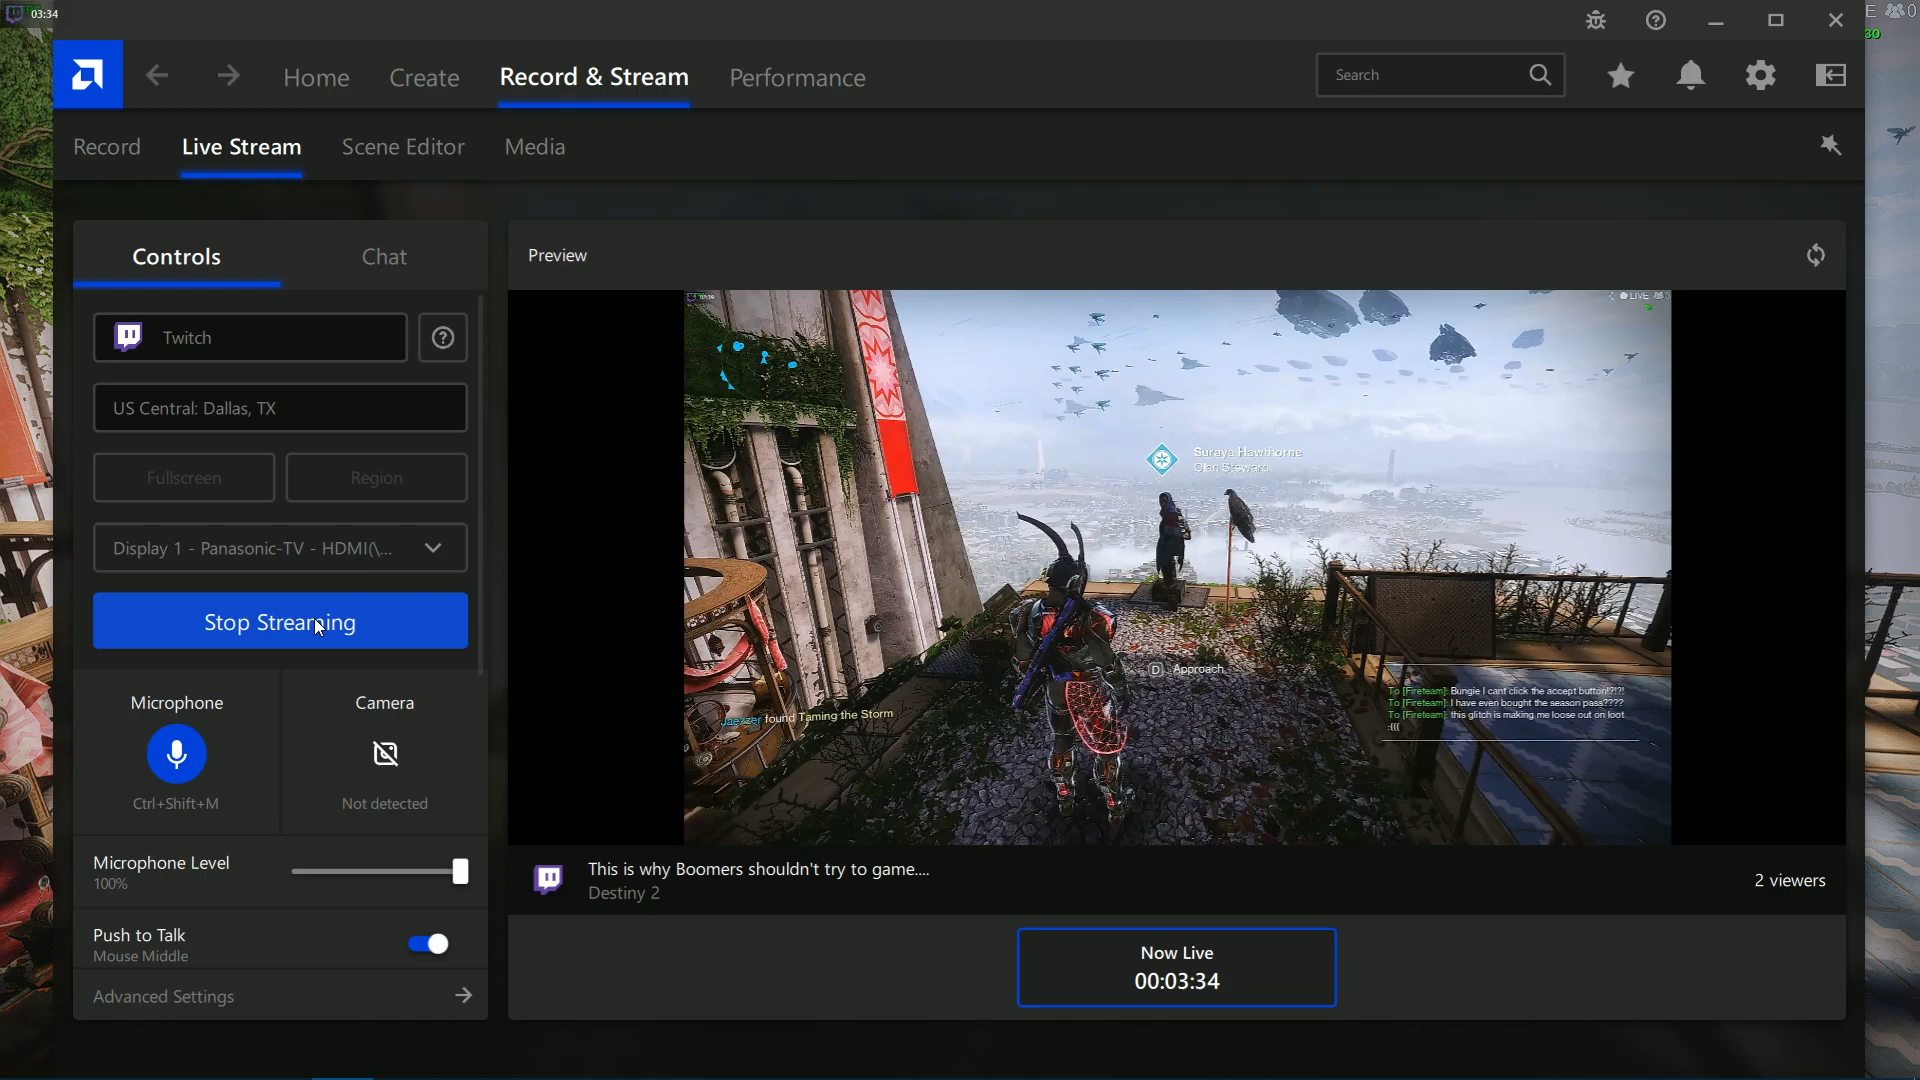 03:34
E 0
30
Home Create Record & Stream Performance
Search
Record Live Stream Scene Editor Media
Controls Chat
Preview
Twitch
US Central: Dallas, TX
Fullscreen Region
Display 1 - Panasonic-TV - HDMI(\...
Stop Streaming
Microphone Camera
Ctrl+Shift+M Not detected
Microphone Level
100%
Push to Talk
Mouse Middle
Advanced Settings
LIVE
Suraya Hawthorne
Clan Steward
D Approach
Jaezzer found Taming the Storm
To [Fireteam]: Bungie I cant click the accept button!?!?!
To [Fireteam]: I have even bought the season pass????
To [Fireteam]: this glitch is making me loose out on loot
:(((
This is why Boomers shouldn't try to game....
Destiny 2
2 viewers
Now Live
00:03:34